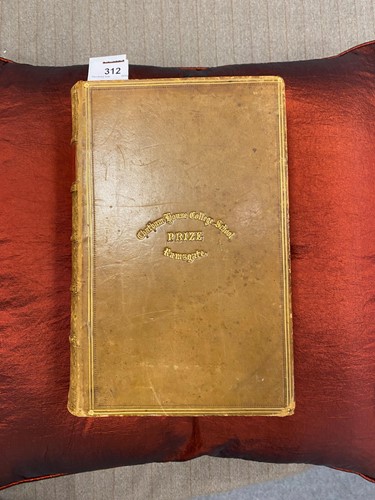 312
Chatham House College School
PRIZE
Ramsgate.